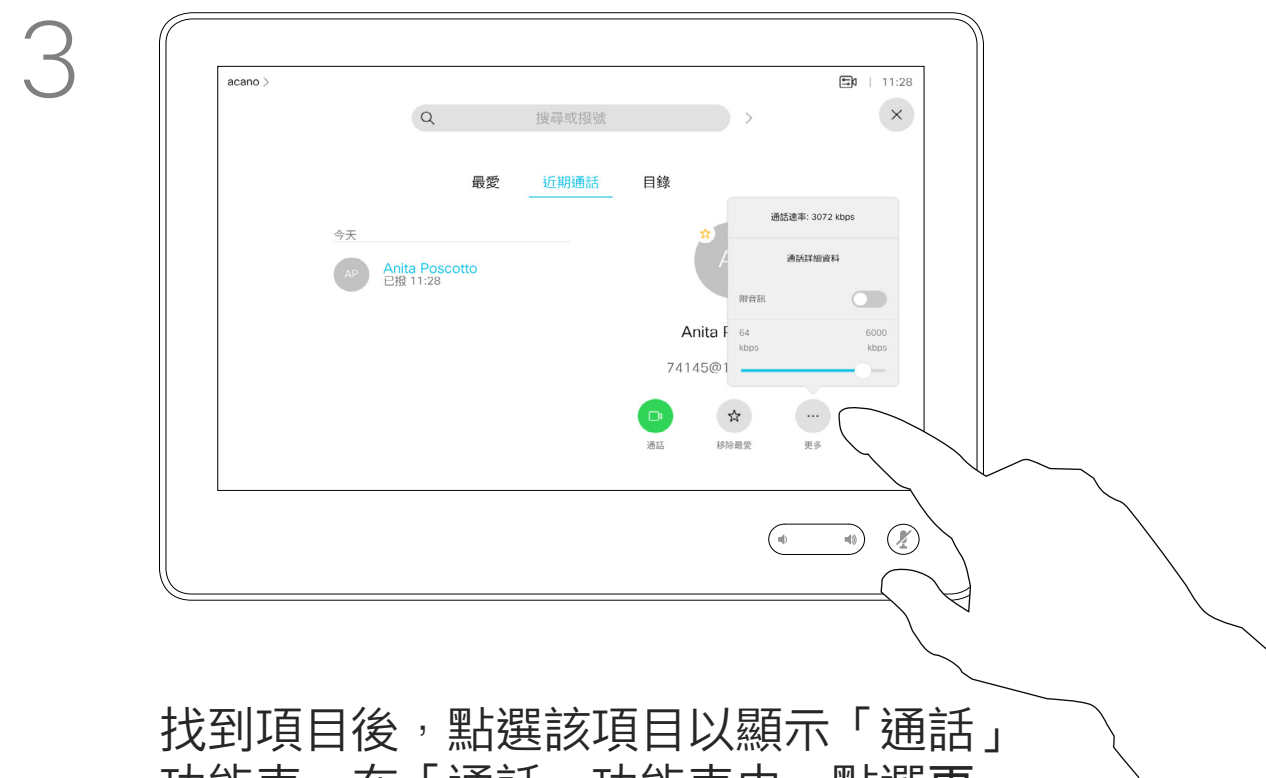 3
acano >
11:28
搜尋或撥號
最愛 近期通話 目錄
通話速率: 3072 kbps
今天
通話詳細資料
AP Anita Poscotto
已撥 11:28
限音訊
Anita
64 kbps
6000 kbps
74145@1
通話 移除最愛 更多
找到項目後，點選該項目以顯示「通話」